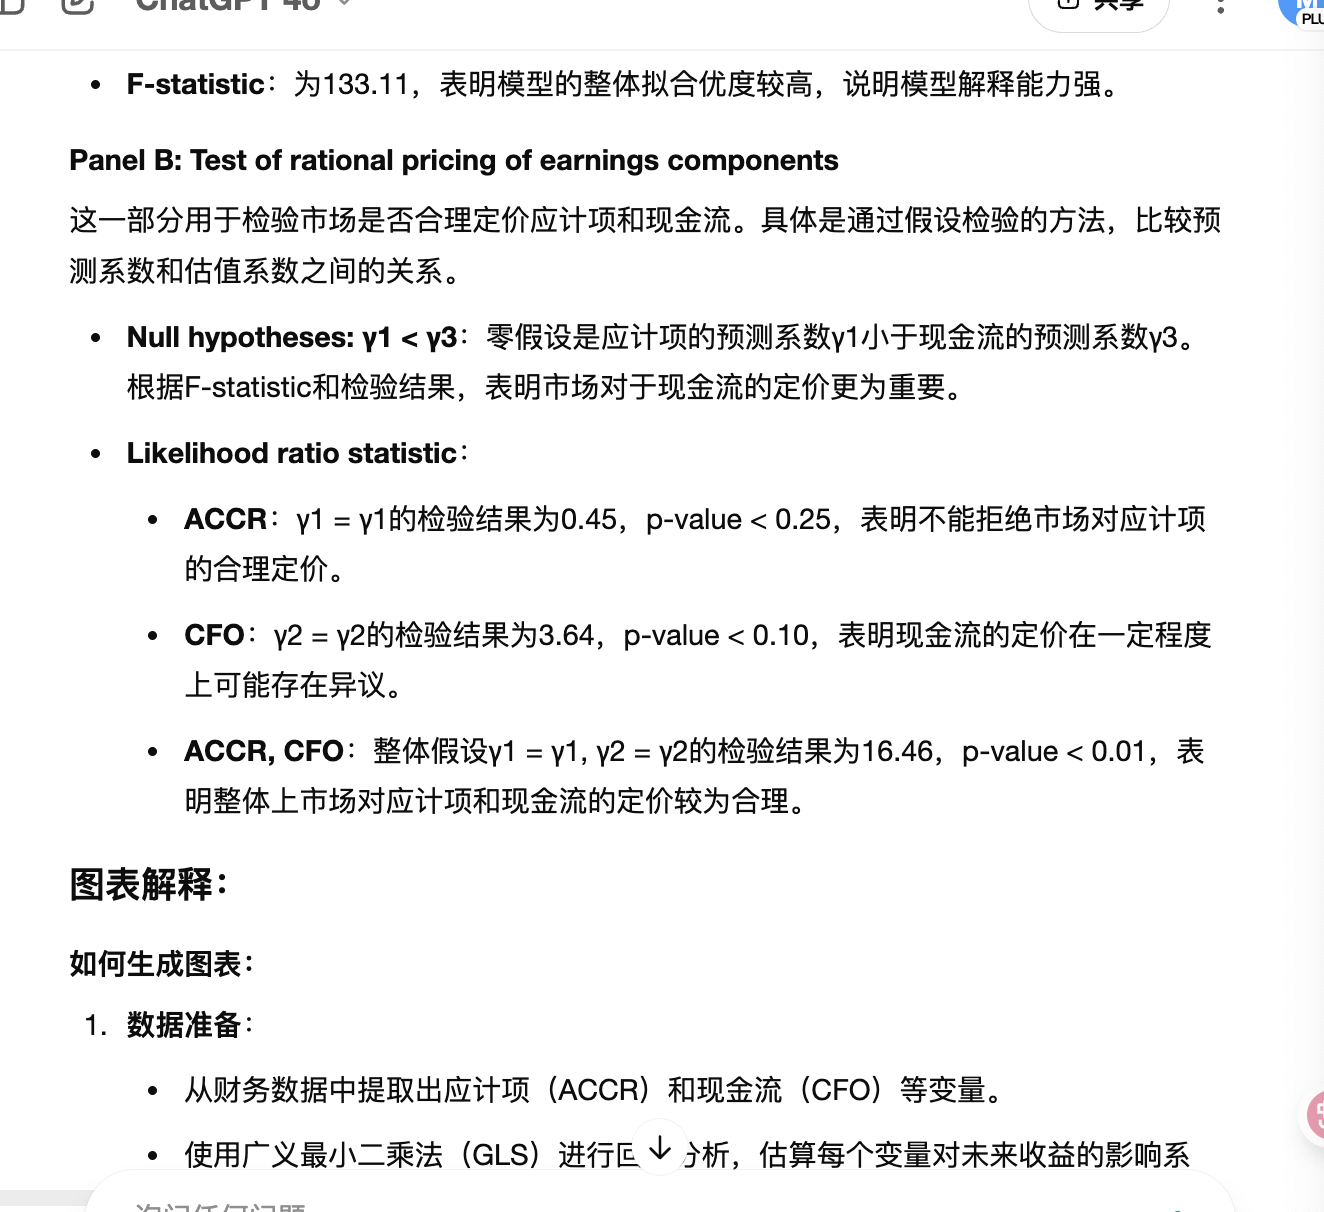 ChatGPT 4o
共享
PLU
• F-statistic：为133.11，表明模型的整体拟合优度较高，说明模型解释能力强。
Panel B: Test of rational pricing of earnings components
这一部分用于检验市场是否合理定价应计项和现金流。具体是通过假设检验的方法，比较预
测系数和估值系数之间的关系。
• Null hypotheses: γ1 < γ3：零假设是应计项的预测系数γ1小于现金流的预测系数γ3。
根据F-statistic和检验结果，表明市场对于现金流的定价更为重要。
• Likelihood ratio statistic：
• ACCR：γ1 = γ1的检验结果为0.45，p-value < 0.25，表明不能拒绝市场对应计项
的合理定价。
• CFO：γ2 = γ2的检验结果为3.64，p-value < 0.10，表明现金流的定价在一定程度
上可能存在异议。
• ACCR, CFO：整体假设γ1 = γ1, γ2 = γ2的检验结果为16.46，p-value < 0.01，表
明整体上市场对应计项和现金流的定价较为合理。
图表解释：
如何生成图表：
1. 数据准备：
• 从财务数据中提取出应计项（ACCR）和现金流（CFO）等变量。
• 使用广义最小二乘法（GLS）进行回 分析，估算每个变量对未来收益的影响系
询问任何问题